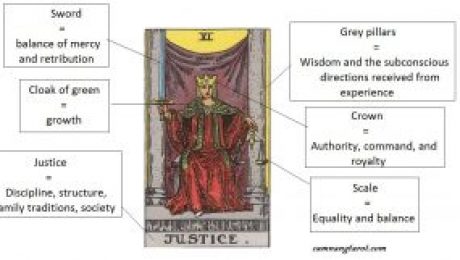 Sword
=
balance of mercy
and retribution
Cloak of green
=
growth
Justice
=
Discipline, structure,
amily traditions, society
XI
JUSTICE.
Grey pillars
=
Wisdom and the subconscious
directions received from
experience
Crown
=
Authority, command, and
royalty
Scale
=
Equality and balance
camnangtarot.com